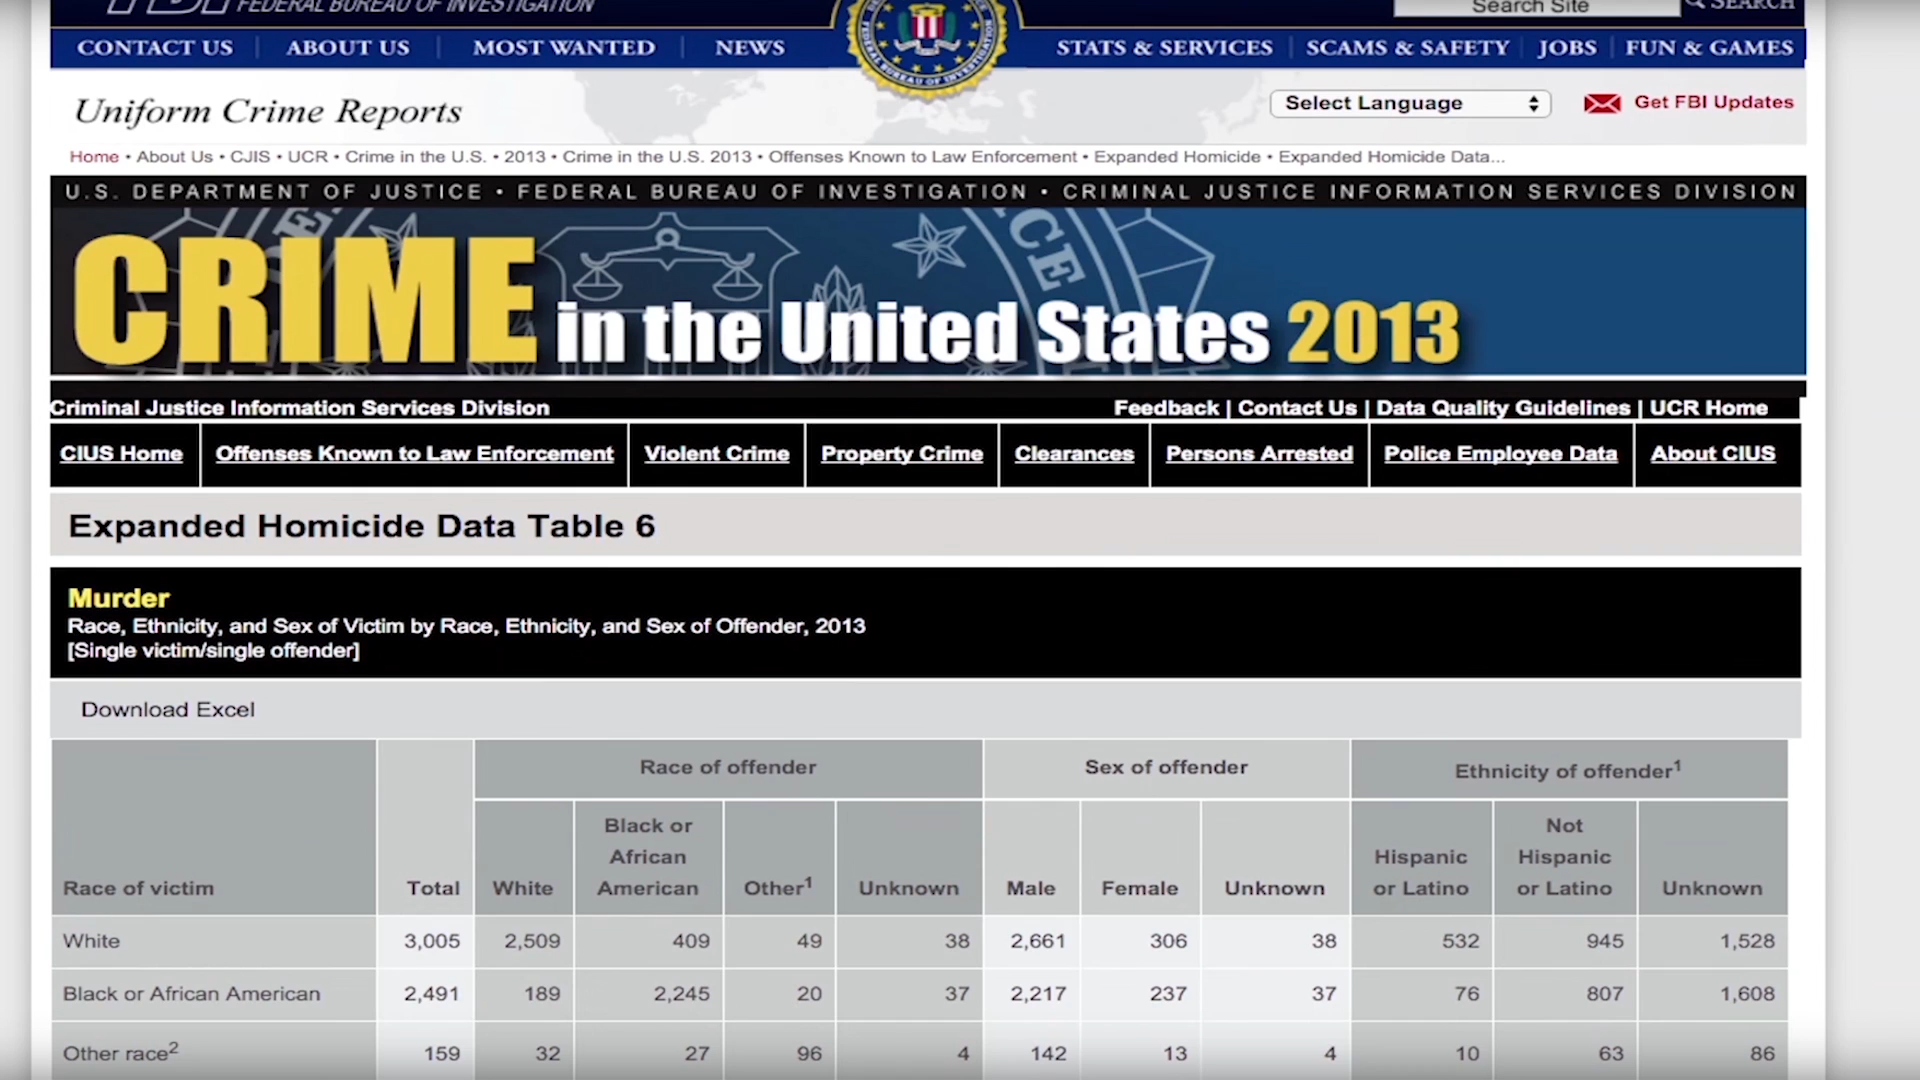 FEDERAL BUREAU OF INVESTIGATION
Search Site
SEARCH
CONTACT US
ABOUT US
MOST WANTED
NEWS
STATS & SERVICES
SCAMS & SAFETY
JOBS
FUN & GAMES
Uniform Crime Reports
Select Language
Get FBI Updates
Home • About Us • CJIS • UCR • Crime in the U.S. • 2013 • Crime in the U.S. 2013 • Offenses Known to Law Enforcement • Expanded Homicide • Expanded Homicide Data...
U.S. DEPARTMENT OF JUSTICE • FEDERAL BUREAU OF INVESTIGATION • CRIMINAL JUSTICE INFORMATION SERVICES DIVISION
CRIME in the United States 2013
Criminal Justice Information Services Division
Feedback | Contact Us | Data Quality Guidelines | UCR Home
CIUS Home
Offenses Known to Law Enforcement
Violent Crime
Property Crime
Clearances
Persons Arrested
Police Employee Data
About CIUS
Expanded Homicide Data Table 6
Murder
Race, Ethnicity, and Sex of Victim by Race, Ethnicity, and Sex of Offender, 2013
[Single victim/single offender]
Download Excel
Race of offender
Sex of offender
Ethnicity of offender1
Race of victim
Total
White
Black or
African
American
Other1
Unknown
Male
Female
Unknown
Hispanic
or Latino
Not
Hispanic
or Latino
Unknown
White 3,005 2,509 409 49 38 2,661 306 38 532 945 1,528
Black or African American 2,491 189 2,245 20 37 2,217 237 37 76 807 1,608
Other race2 159 32 27 96 4 142 13 4 10 63 86